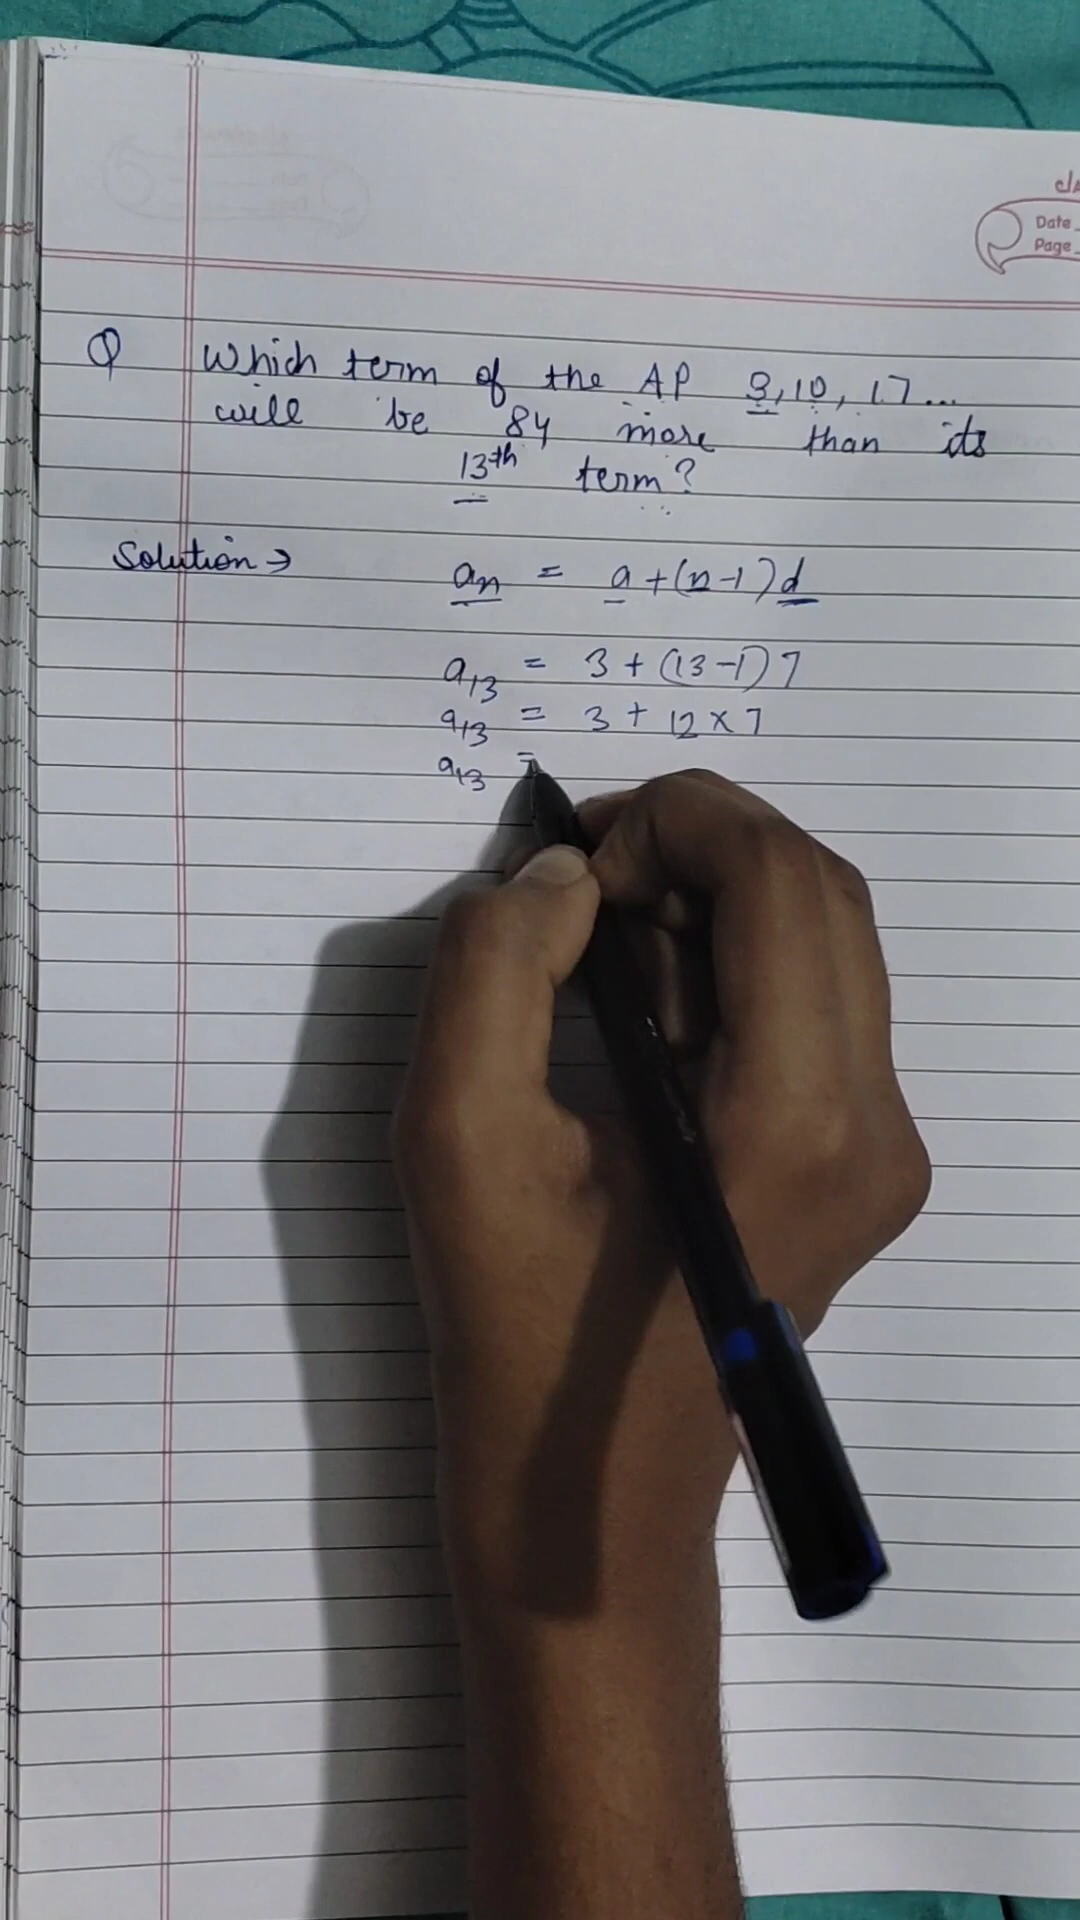 Date
Page
Q Which term of the AP 3, 10, 17...
will be 84 more than its
13th term?
Solution → an = a + (n-1)d
a13 = 3 + (13-1)7
a13 = 3 + 12 × 7
a13 =